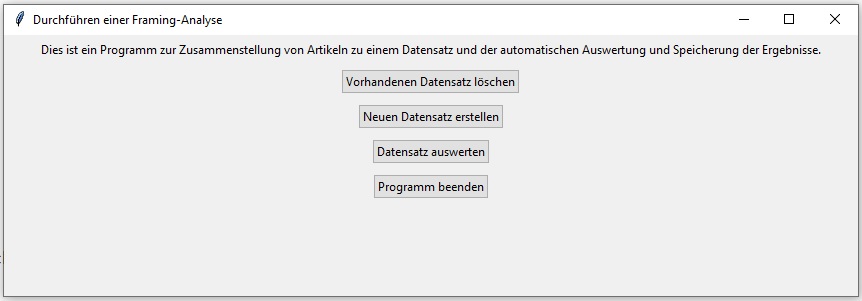 Durchführen einer Framing-Analyse
Dies ist ein Programm zur Zusammenstellung von Artikeln zu einem Datensatz und der automatischen Auswertung und Speicherung der Ergebnisse.
Vorhandenen Datensatz löschen
Neuen Datensatz erstellen
Datensatz auswerten
Programm beenden